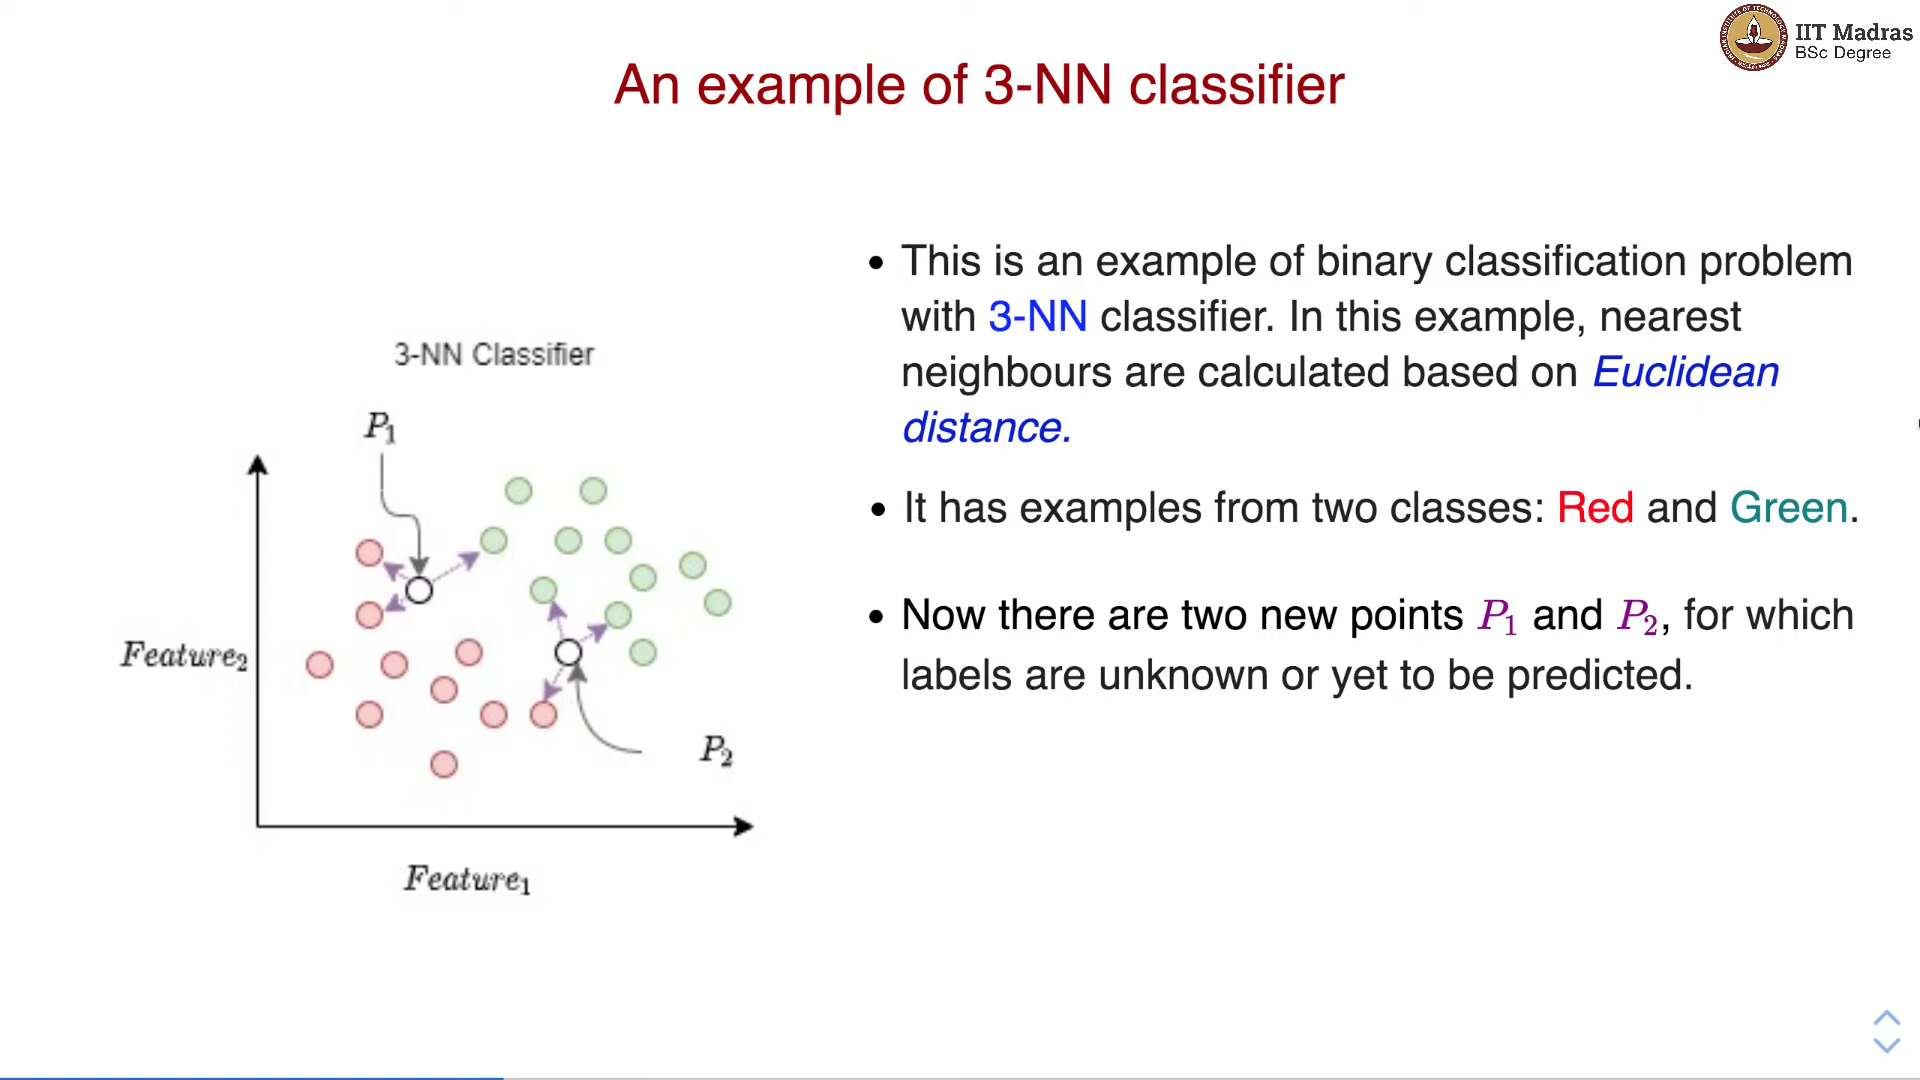 IIT Madras
BSc Degree
An example of 3-NN classifier
3-NN Classifier
P₁
Feature₂
P₂
Feature₁
• This is an example of binary classification problem
with 3-NN classifier. In this example, nearest
neighbours are calculated based on Euclidean
distance.
• It has examples from two classes: Red and Green.
• Now there are two new points P₁ and P₂, for which
labels are unknown or yet to be predicted.